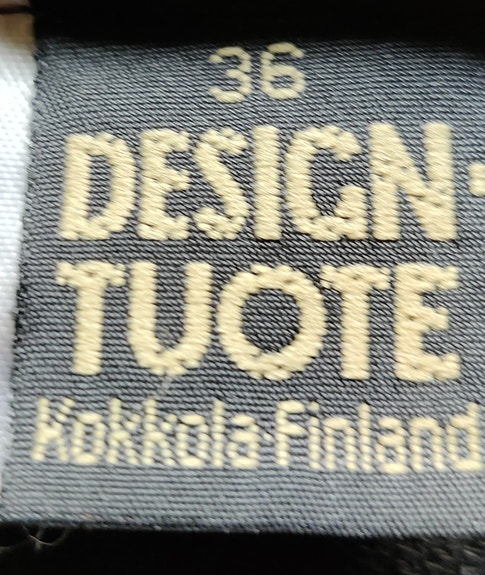 36
DESIGN-
TUOTE
Kokkola-Finland